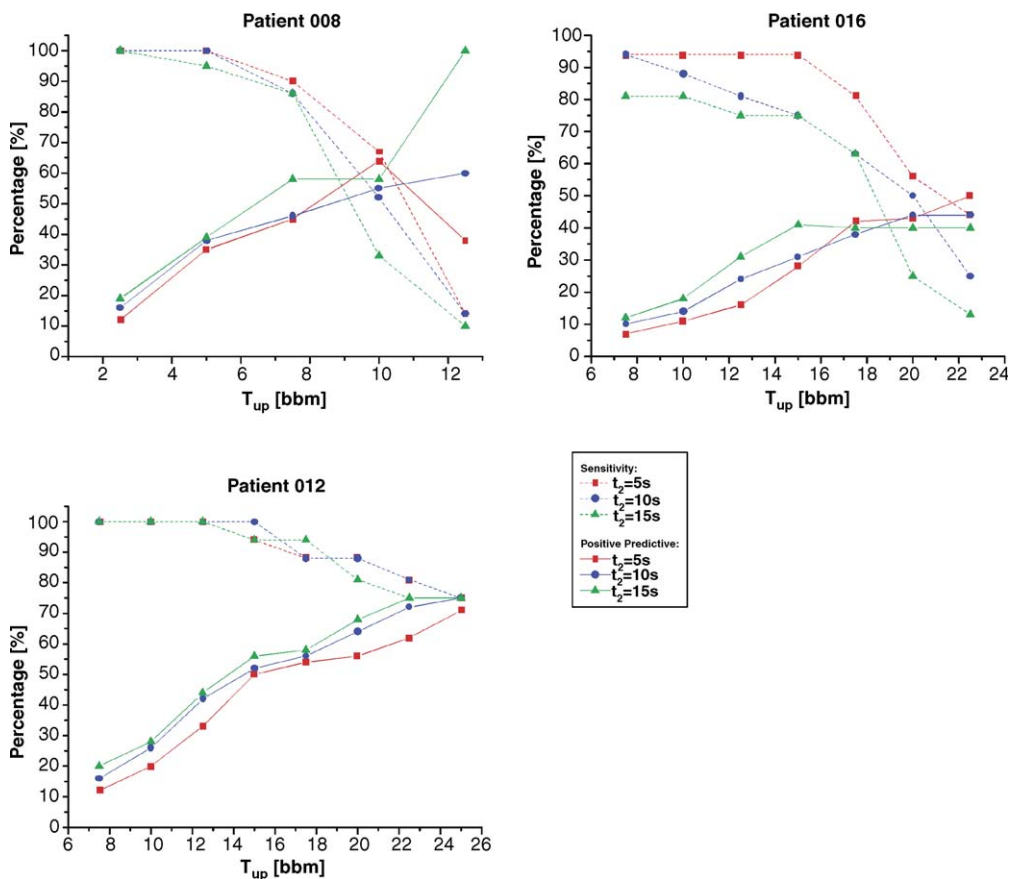 Patient 008
Percentage [%]
100
90
80
70
60
50
40
30
20
10
0
2 4 6 8 10 12
Tup [bbm]
Patient 016
Percentage [%]
100
90
80
70
60
50
40
30
20
10
0
6 8 10 12 14 16 18 20 22 24
Tup [bbm]
Patient 012
Percentage [%]
100
90
80
70
60
50
40
30
20
10
0
6 8 10 12 14 16 18 20 22 24 26
Tup [bbm]
Sensitivity:
t2=5s
t2=10s
t2=15s
Positive Predictive:
t2=5s
t2=10s
t2=15s